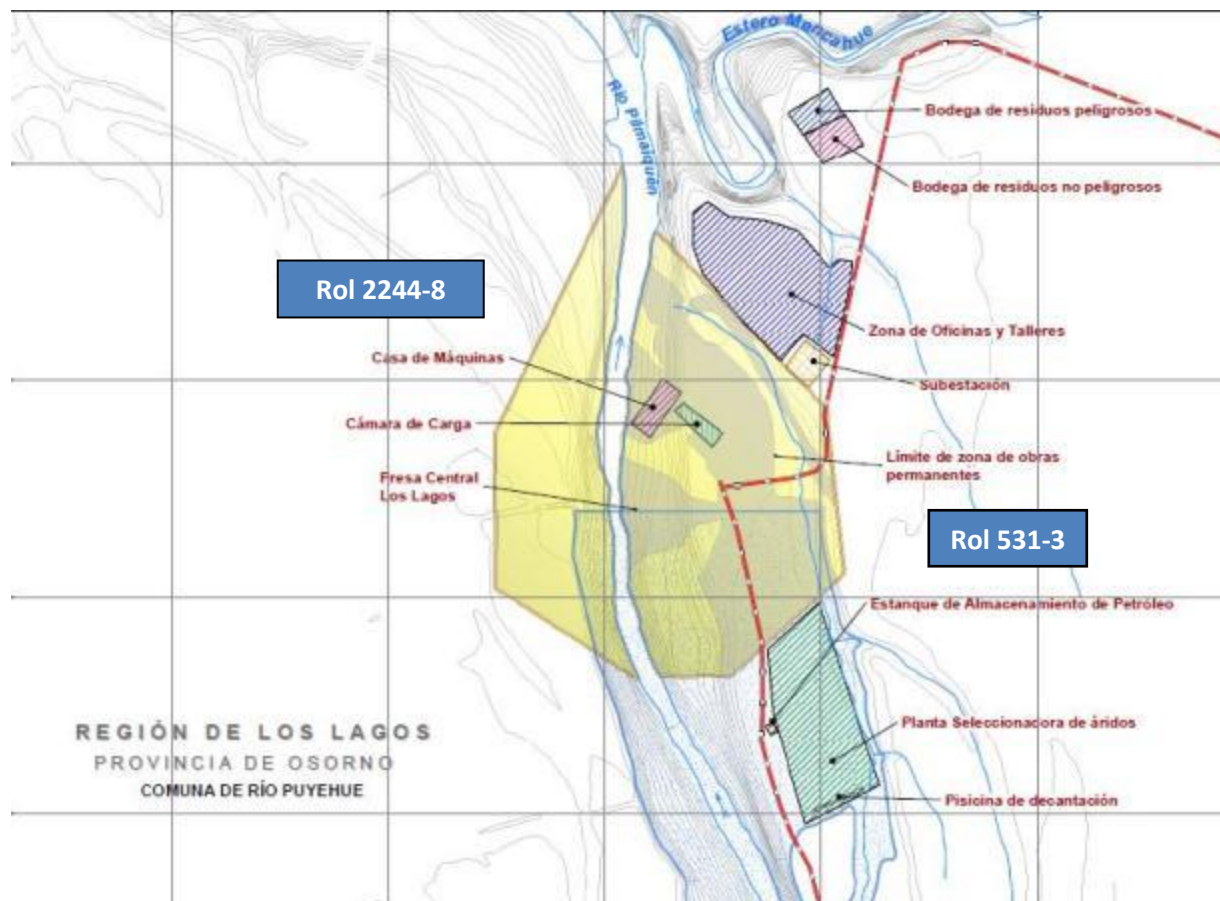 Estero Mencahue
Río Pilmaiquén
Bodega de residuos peligrosos
Bodega de residuos no peligrosos
Rol 2244-8
Zona de Oficinas y Talleres
Casa de Máquinas
Subestación
Cámara de Carga
Límite de zona de obras
permanentes
Presa Central
Los Lagos
Rol 531-3
Estanque de Almacenamiento de Petróleo
REGIÓN DE LOS LAGOS
PROVINCIA DE OSORNO
COMUNA DE RÍO PUYEHUE
Planta Seleccionadora de áridos
Pisicina de decantación